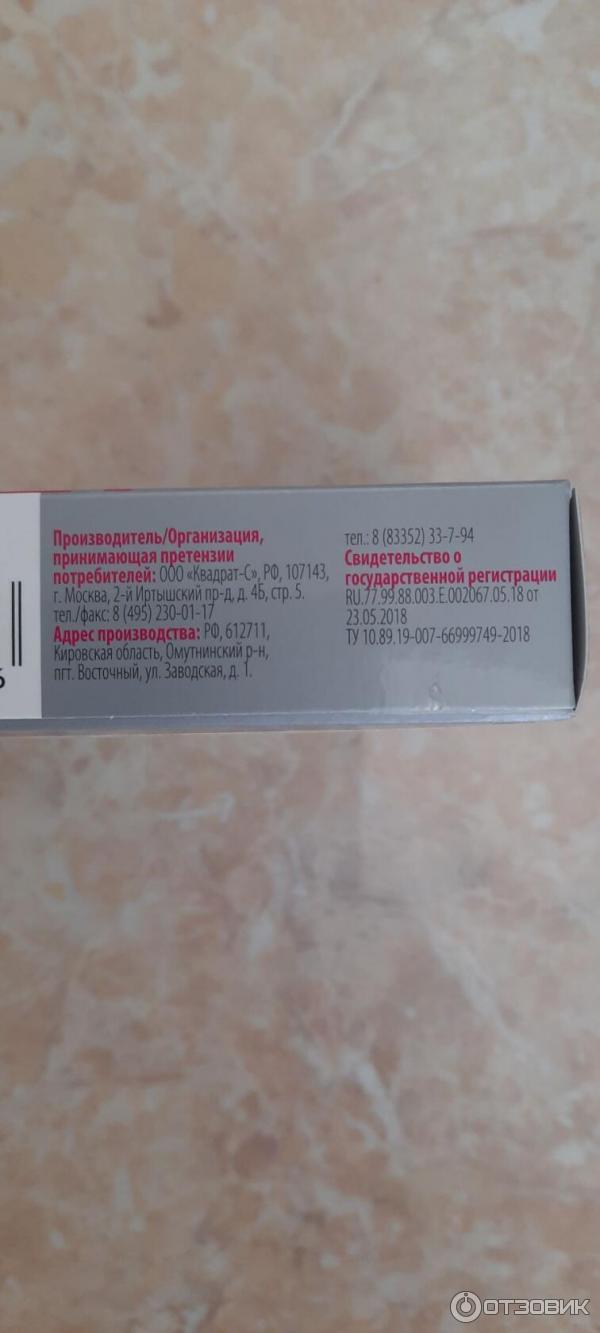 Производитель/Организация,
принимающая претензии
потребителей: ООО «Квадрат-С», РФ, 107143,
г. Москва, 2-й Иртышский пр-д, д. 4Б, стр. 5.
тел./факс: 8 (495) 230-01-17
Адрес производства: РФ, 612711,
Кировская область, Омутнинский р-н,
пгт. Восточный, ул. Заводская, д. 1.
тел.: 8 (83352) 33-7-94
Свидетельство о
государственной регистрации
RU.77.99.88.003.Е.002067.05.18 от
23.05.2018
ТУ 10.89.19-007-66999749-2018
6
ОТЗОВИК